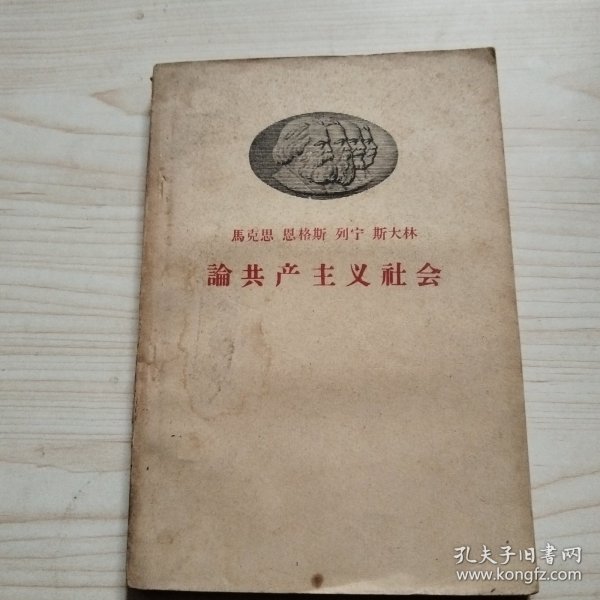 馬克思 恩格斯 列宁 斯大林
論共产主义社会
孔夫子旧書网
www.kongfz.com